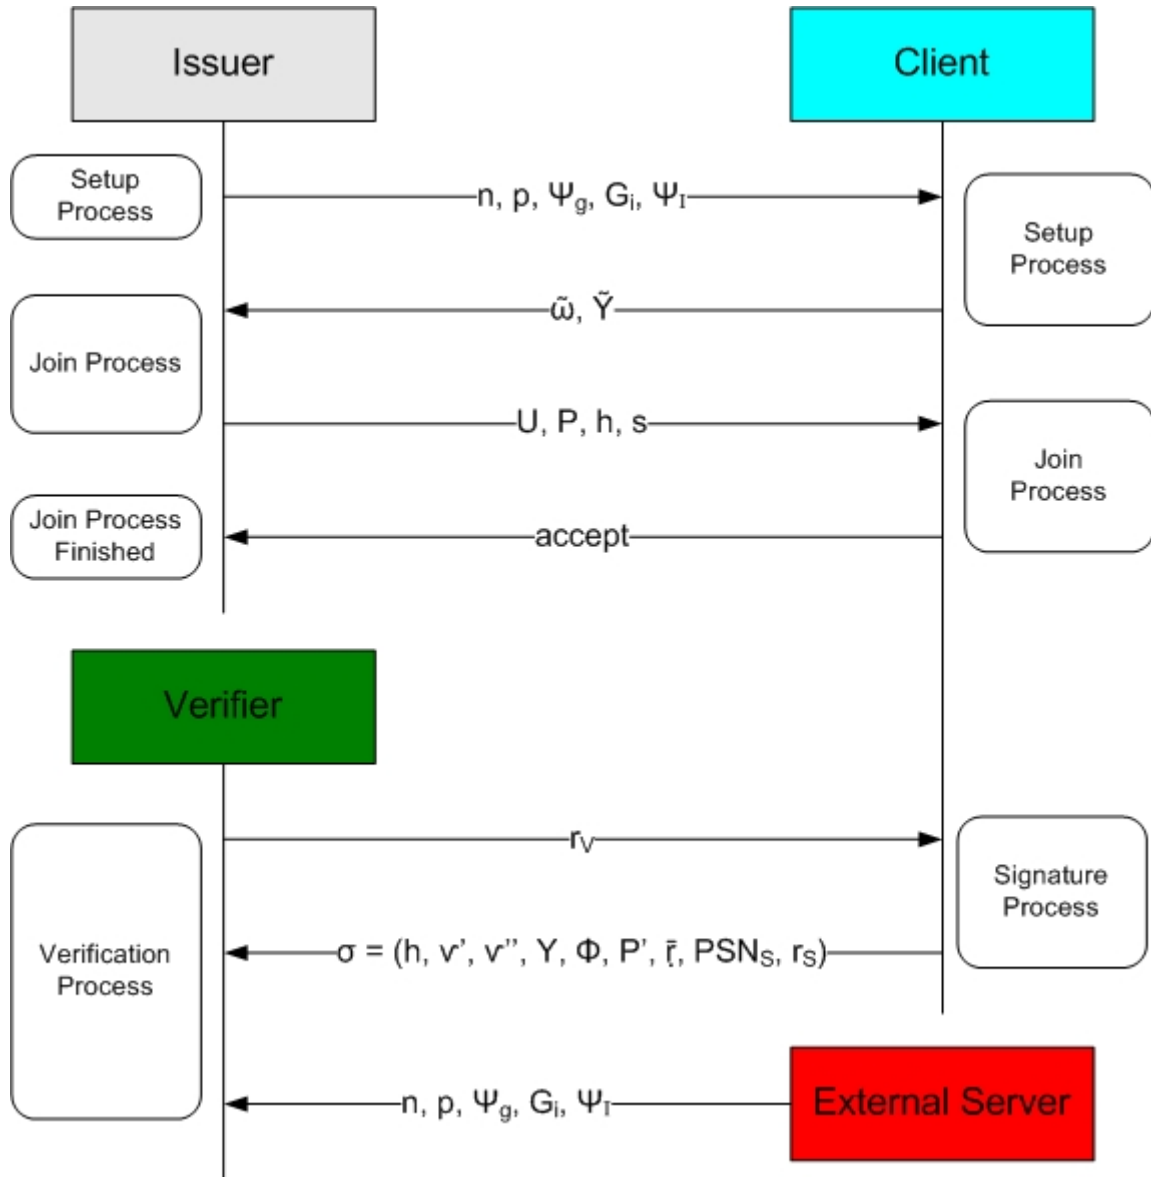 Issuer
Client
Setup
Process
n, p, Ψg, Gi, ΨI
Setup
Process
ω̃, Ỹ
Join Process
U, P, h, s
Join
Process
Join Process
Finished
accept
Verifier
rV
Signature
Process
Verification
Process
σ = (h, ѵ’, ѵ’’, Y, Φ, P’, r̄, PSNS, rS)
n, p, Ψg, Gi, ΨI
External Server